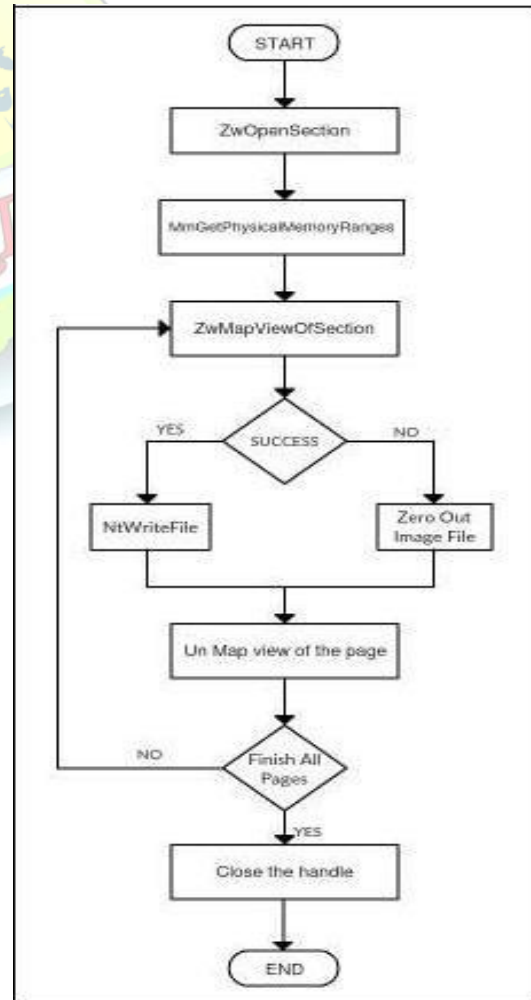 START
ZwOpenSection
MmGetPhysicalMemoryRanges
ZwMapViewOfSection
SUCCESS
YES
NO
NtWriteFile
Zero Out
Image File
Un Map view of the page
Finish All
Pages
NO
YES
Close the handle
END